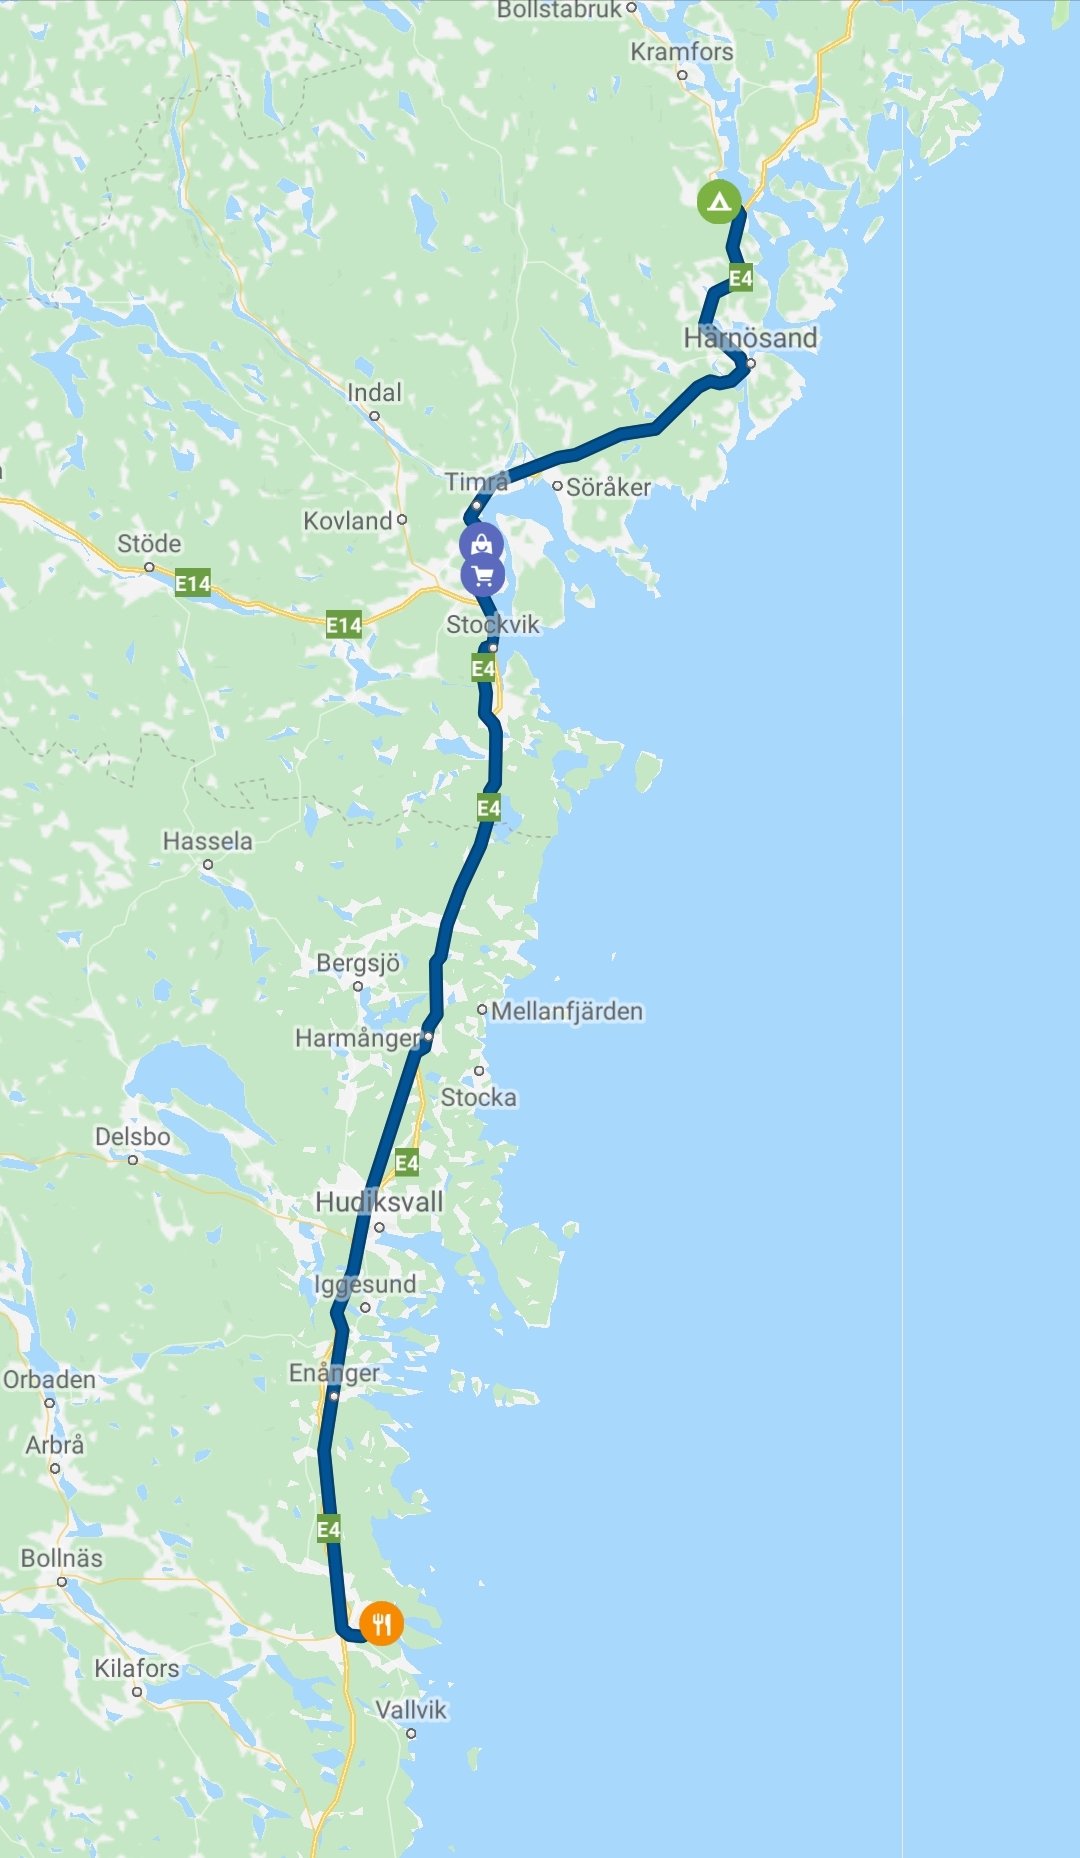 Bollstabruk
Kramfors
E4
Härnösand
Indal
Timrå
Söråker
Kovland
Stöde
E14
E14
Stockvik
E4
E4
Hassela
Bergsjö
Mellanfjärden
Harmånger
Stocka
Delsbo
E4
Hudiksvall
Iggesund
Enånger
Orbaden
Arbrå
E4
Bollnäs
Kilafors
Vallvik